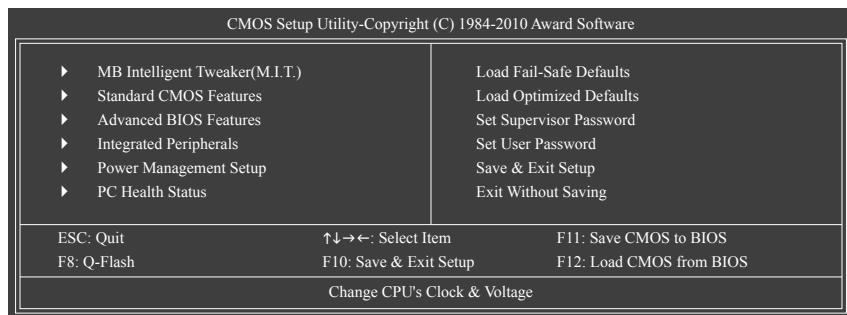 CMOS Setup Utility-Copyright (C) 1984-2010 Award Software
MB Intelligent Tweaker(M.I.T.)
Standard CMOS Features
Advanced BIOS Features
Integrated Peripherals
Power Management Setup
PC Health Status
Load Fail-Safe Defaults
Load Optimized Defaults
Set Supervisor Password
Set User Password
Save & Exit Setup
Exit Without Saving
ESC: Quit ↑↓→←: Select Item F11: Save CMOS to BIOS
F8: Q-Flash F10: Save & Exit Setup F12: Load CMOS from BIOS
Change CPU's Clock & Voltage